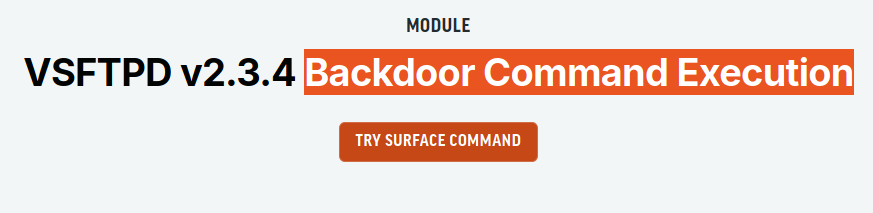 MODULE
VSFTPD v2.3.4 Backdoor Command Execution
TRY SURFACE COMMAND